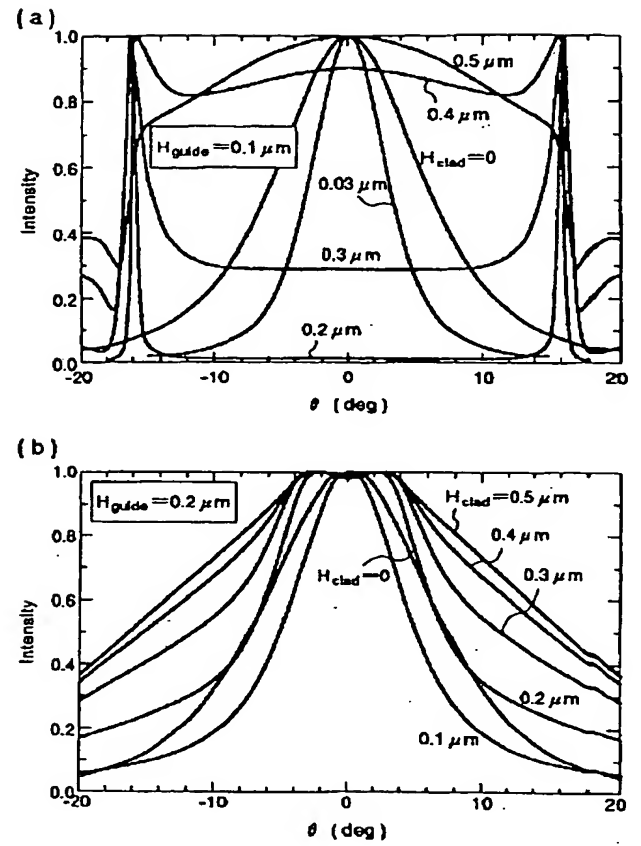 (a)
1.0
0.8
0.6
0.4
0.2
0.0
Intensity
0.5 μm
0.4 μm
H_guide=0.1 μm
H_clad=0
0.03 μm
0.3 μm
0.2 μm
-20
-10
0
10
20
θ (deg)
(b)
1.0
0.8
0.6
0.4
0.2
0.0
Intensity
H_guide=0.2 μm
H_clad=0.5 μm
0.4 μm
0.3 μm
H_clad=0
0.2 μm
0.1 μm
-20
-10
0
10
20
θ (deg)